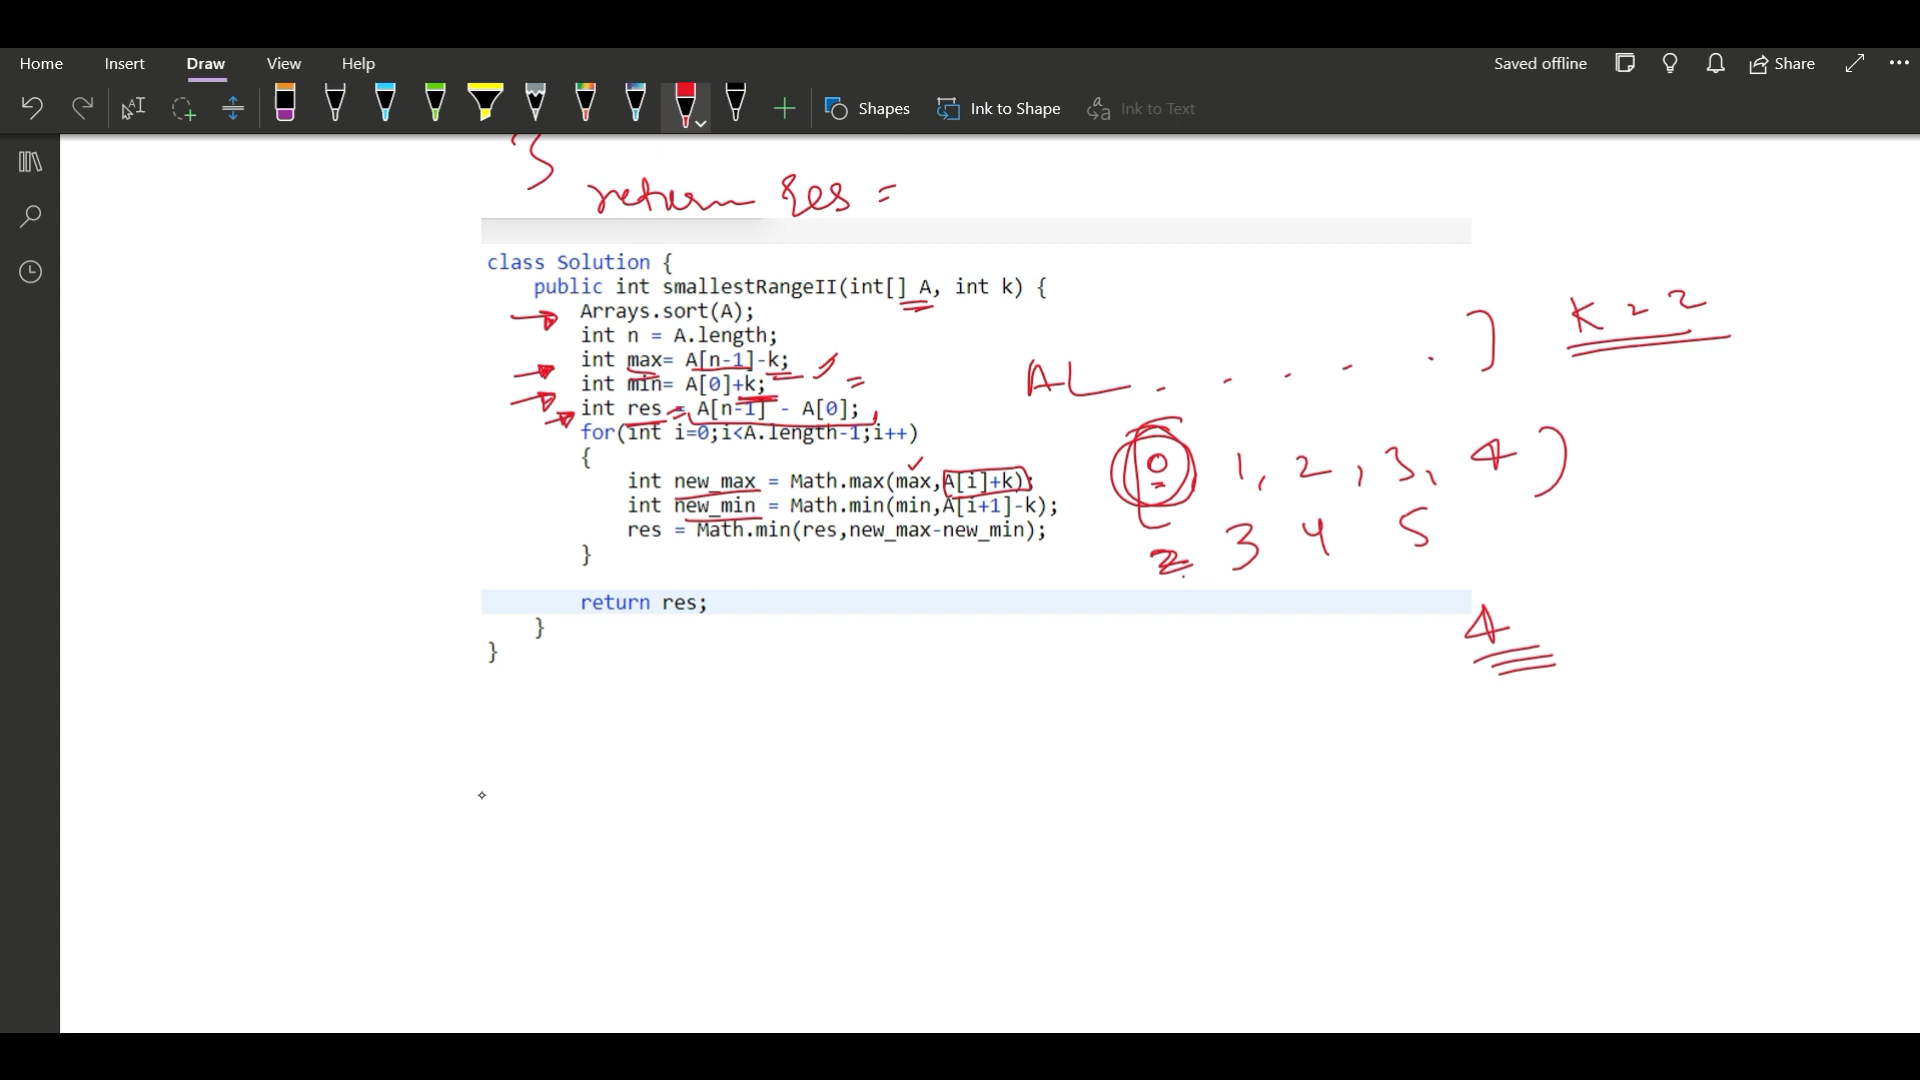 Home Insert Draw View Help Saved offline Share
Shapes Ink to Shape Ink to Text
}
return res =
class Solution {
public int smallestRangeII(int[] A, int k) {
Arrays.sort(A);
int n = A.length;
int max= A[n-1]-k;
int min= A[0]+k;
int res = A[n-1] - A[0];
for(int i=0;i<A.length-1;i++)
{
int new_max = Math.max(max,A[i]+k);
int new_min = Math.min(min,A[i+1]-k);
res = Math.min(res,new_max-new_min);
}
return res;
}
}
K = 2
A[ . . . . . ]
[0 1, 2, 3, 4)
2 3 4 5
4